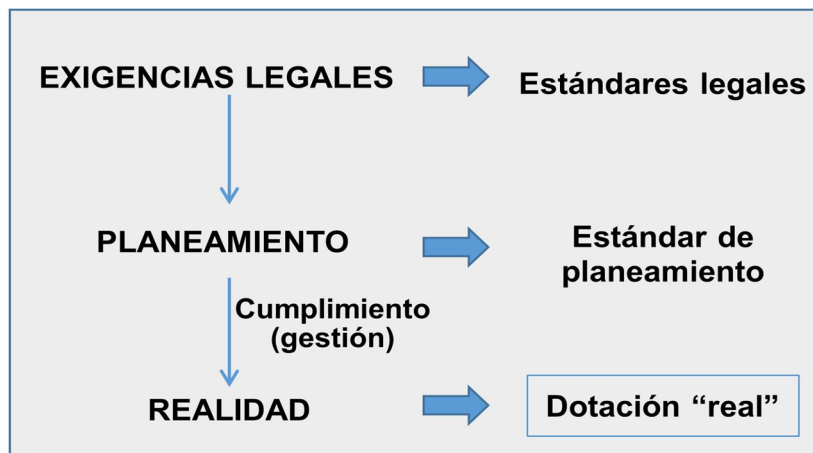 EXIGENCIAS LEGALES
Estándares legales
PLANEAMIENTO
Estándar de
planeamiento
Cumplimiento
(gestión)
REALIDAD
Dotación “real”